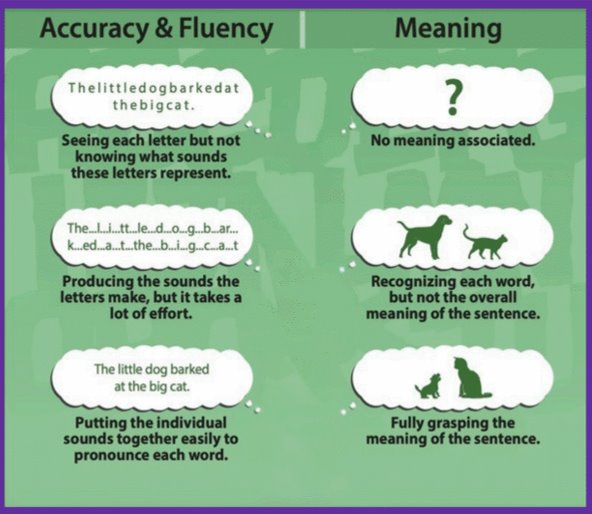 Accuracy & Fluency
Meaning
Thelittledogbarkedat
thebigcat.
Seeing each letter but not
knowing what sounds
these letters represent.
?
No meaning associated.
The...l...i...tt...le...d...o...g...b...ar...
k...ed...a...t...the...b...i...g...c...a...t
Producing the sounds the
letters make, but it takes a
lot of effort.
Recognizing each word,
but not the overall
meaning of the sentence.
The little dog barked
at the big cat.
Putting the individual
sounds together easily to
pronounce each word.
Fully grasping the
meaning of the sentence.